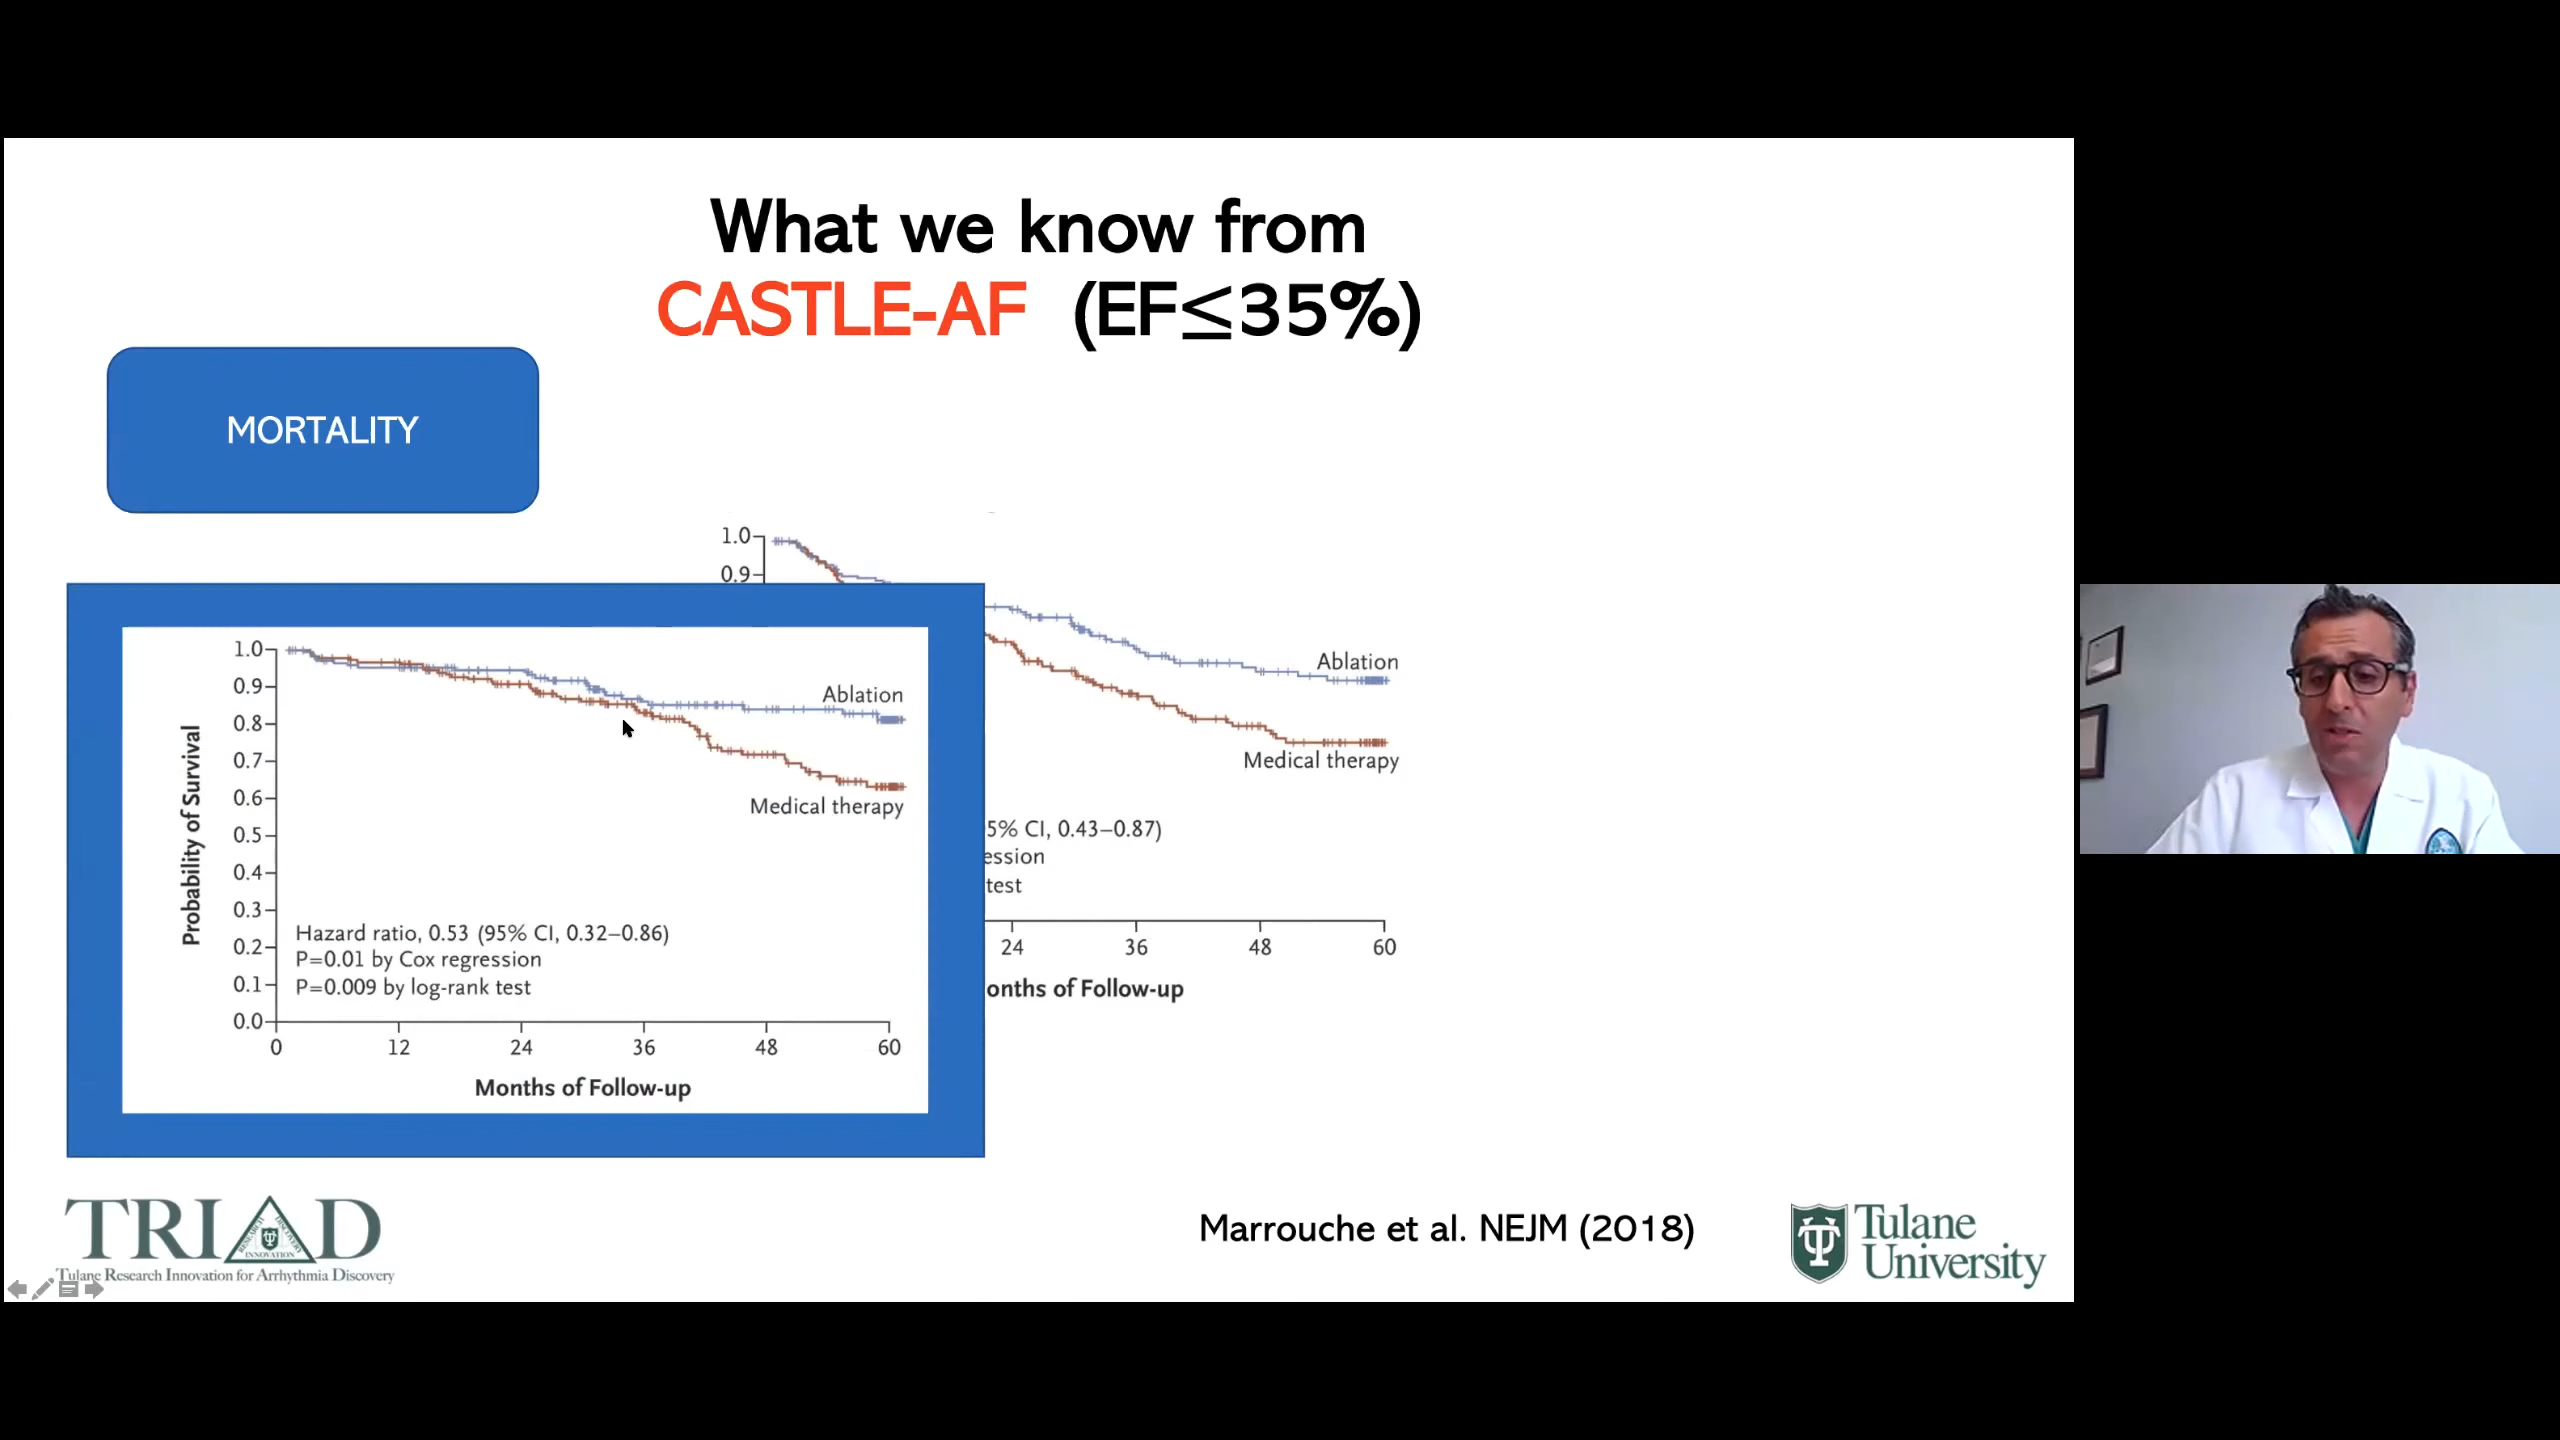 What we know from
CASTLE-AF (EF≤35%)
MORTALITY
1.0
0.9
Ablation
Medical therapy
5% CI, 0.43–0.87)
ession
test
24 36 48 60
onths of Follow-up
Probability of Survival
1.0
0.9
0.8
0.7
0.6
0.5
0.4
0.3
0.2
0.1
0.0
Ablation
Medical therapy
Hazard ratio, 0.53 (95% CI, 0.32–0.86)
P=0.01 by Cox regression
P=0.009 by log-rank test
0 12 24 36 48 60
Months of Follow-up
TRIAD
Tulane Research Innovation for Arrhythmia Discovery
Marrouche et al. NEJM (2018)
Tulane
University